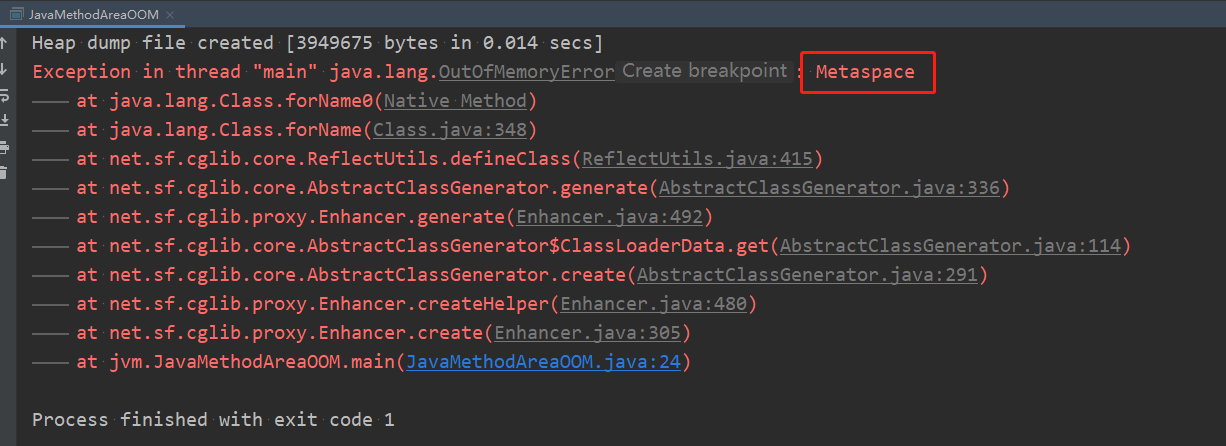 JavaMethodAreaOOM
Heap dump file created [3949675 bytes in 0.014 secs]
Exception in thread "main" java.lang.OutOfMemoryError Create breakpoint : Metaspace
at java.lang.Class.forName0(Native Method)
at java.lang.Class.forName(Class.java:348)
at net.sf.cglib.core.ReflectUtils.defineClass(ReflectUtils.java:415)
at net.sf.cglib.core.AbstractClassGenerator.generate(AbstractClassGenerator.java:336)
at net.sf.cglib.proxy.Enhancer.generate(Enhancer.java:492)
at net.sf.cglib.core.AbstractClassGenerator$ClassLoaderData.get(AbstractClassGenerator.java:114)
at net.sf.cglib.core.AbstractClassGenerator.create(AbstractClassGenerator.java:291)
at net.sf.cglib.proxy.Enhancer.createHelper(Enhancer.java:480)
at net.sf.cglib.proxy.Enhancer.create(Enhancer.java:305)
at jvm.JavaMethodAreaOOM.main(JavaMethodAreaOOM.java:24)
Process finished with exit code 1